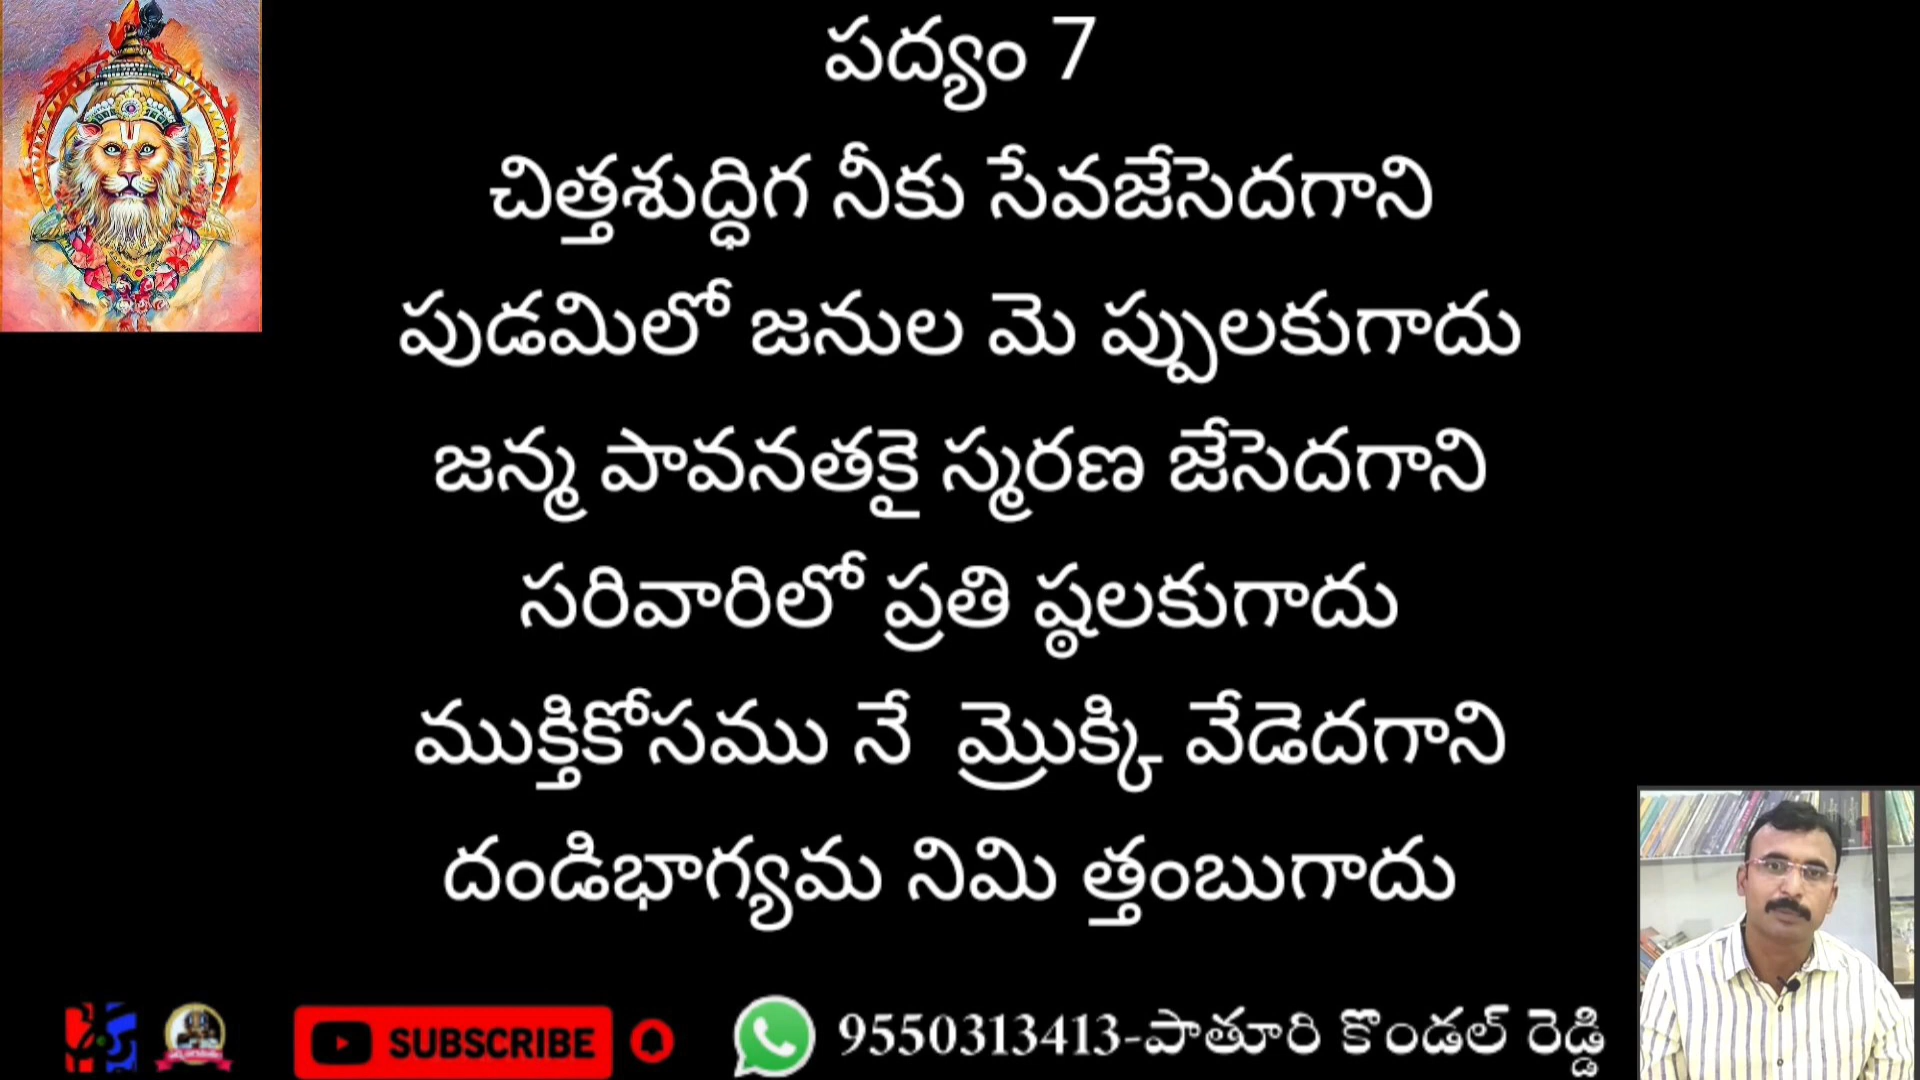 పద్యం 7
చిత్తశుద్ధిగ నీకు సేవజేసెదగాని
పుడమిలో జనుల మె ప్పులకుగాదు
జన్మ పావనతకై స్మరణ జేసెదగాని
సరివారిలో ప్రతి ష్ఠలకుగాదు
ముక్తికోసము నే మ్రొక్కి వేడెదగాని
దండిభాగ్యమ నిమి త్తంబుగాదు
SUBSCRIBE
9550313413-పాతూరి కొండల్ రెడ్డి